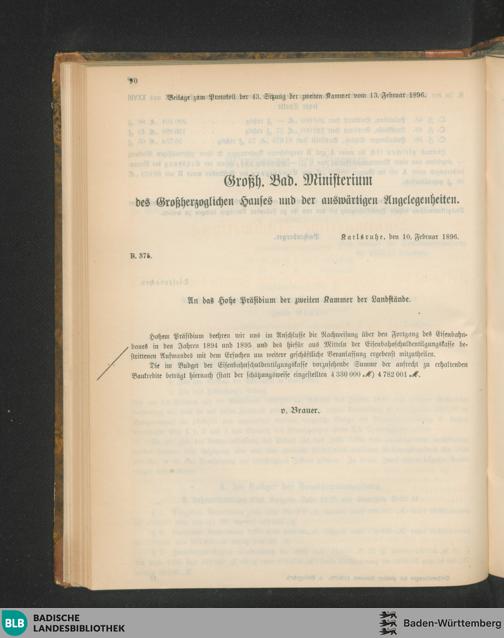 90
Beilage zum Protokoll der 43. Sitzung der zweiten Kammer vom 13. Februar 1896.
Großh. Bad. Ministerium
des Großherzoglichen Hauses und der auswärtigen Angelegenheiten.
Karlsruhe, den 10. Februar 1896.
B. 375.
An das Hohe Präsidium der zweiten Kammer der Landstände.
Hohem Präsidium beehren wir uns im Anschlusse die Nachweisung über den Fortgang des Eisenbahn-
baues in den Jahren 1894 und 1895 und des hiefür aus Mitteln der Eisenbahnschuldentilgungskasse be-
strittenen Aufwandes mit dem Ersuchen um weitere geschäftliche Veranlassung ergebenst mitzutheilen.
Die im Budget der Eisenbahnschuldentilgungskasse vorzusehende Summe der aufrecht zu erhaltenden
Baukredite beträgt hiernach (statt der schätzungsweise eingestellten 4 330 000 ℳ) 4 782 001 ℳ.
v. Brauer.
BLB BADISCHE
LANDESBIBLIOTHEK
Baden-Württemberg